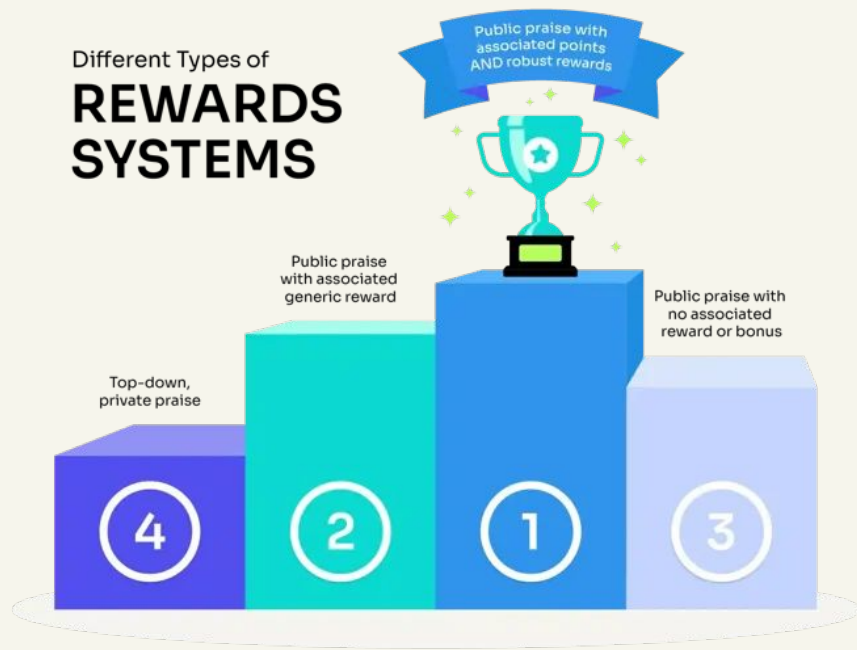 Different Types of
REWARDS
SYSTEMS
Public praise with
associated points
AND robust rewards
Public praise
with associated
generic reward
Public praise with
no associated
reward or bonus
Top-down,
private praise
4
2
1
3